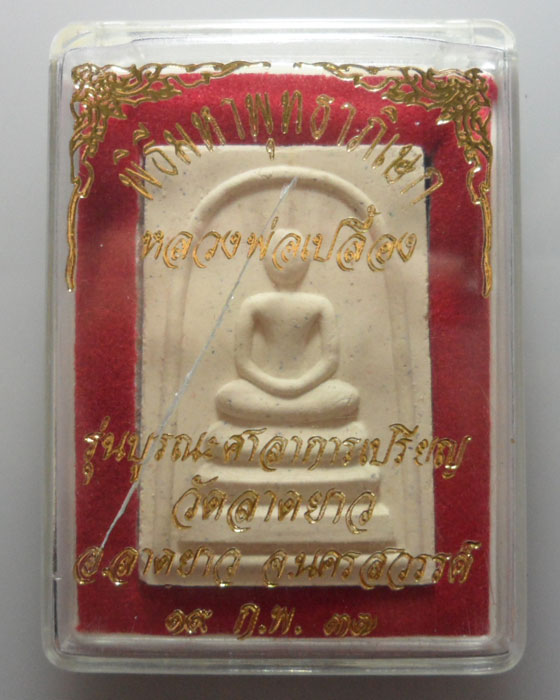 พิธีมหาพุทธาภิเษก
หลวงพ่อเปลื้อง
รุ่นบูรณะศาลาการเปรียญ
วัดลาดยาว
อ.ลาดยาว จ.นครสวรรค์
๑๕ ก.พ. ๓๗